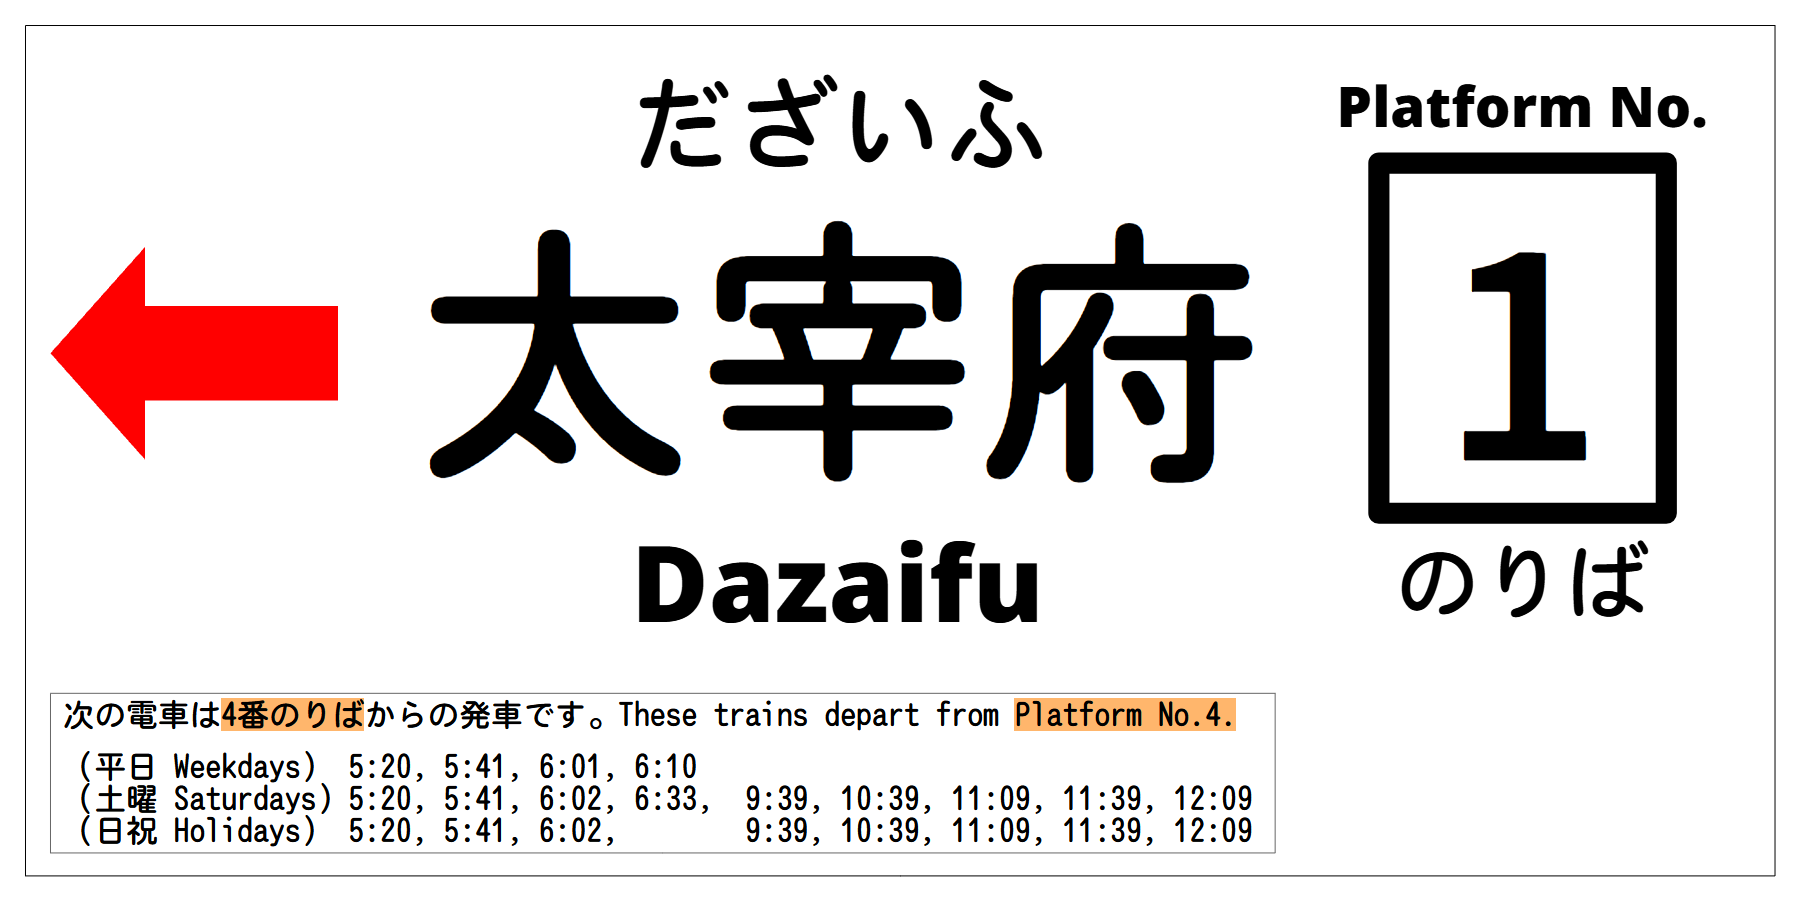 だざいふ
太宰府
Dazaifu
Platform No.
1
のりば
次の電車は4番のりばからの発車です。These trains depart from Platform No.4.
(平日 Weekdays) 5:20, 5:41, 6:01, 6:10
(土曜 Saturdays) 5:20, 5:41, 6:02, 6:33, 9:39, 10:39, 11:09, 11:39, 12:09
(日祝 Holidays) 5:20, 5:41, 6:02, 9:39, 10:39, 11:09, 11:39, 12:09